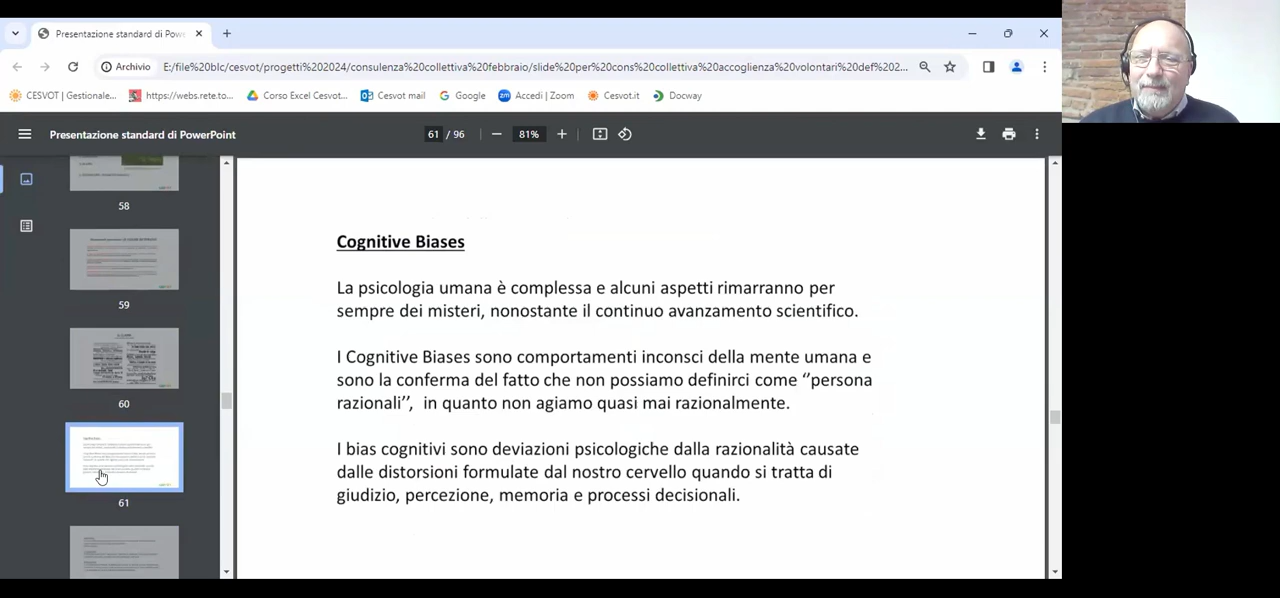 Presentazione standard di Pow
Archivio
E:/file%20blc/cesvot/progetti%202024/consulenza%20collettiva%20febbraio/slide%20per%20cons%20collettiva%20accoglienza%20volontari%20def%202...
CESVOT | Gestionale...
https://webs.rete.to...
Corso Excel Cesvot...
Cesvot mail
Google
Accedi | Zoom
Cesvot.it
Docway
Presentazione standard di PowerPoint
61 / 96
81%
58
59
60
61
Cognitive Biases
La psicologia umana è complessa e alcuni aspetti rimarranno per
sempre dei misteri, nonostante il continuo avanzamento scientifico.
I Cognitive Biases sono comportamenti inconsci della mente umana e
sono la conferma del fatto che non possiamo definirci come ‘’persona
razionali’’, in quanto non agiamo quasi mai razionalmente.
I bias cognitivi sono deviazioni psicologiche dalla razionalità causate
dalle distorsioni formulate dal nostro cervello quando si tratta di
giudizio, percezione, memoria e processi decisionali.